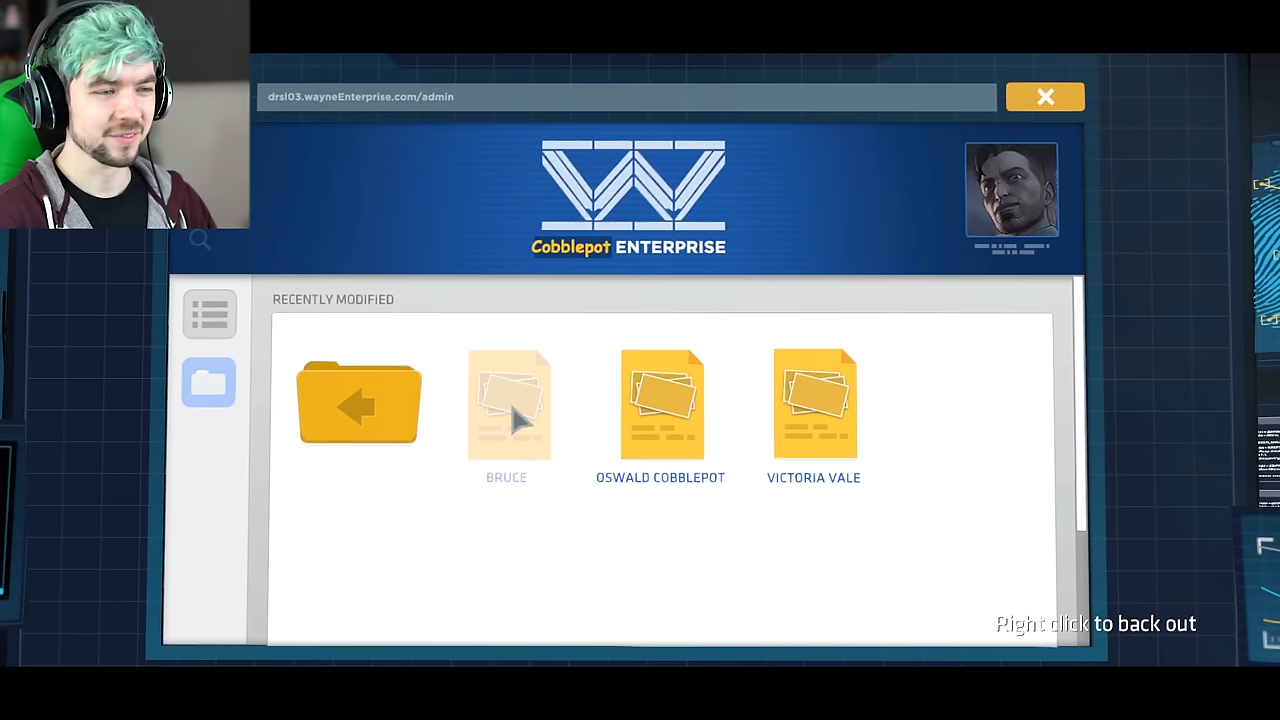 drsl03.wayneEnterprise.com/admin
Cobblepot ENTERPRISE
RECENTLY MODIFIED
BRUCE
OSWALD COBBLEPOT
VICTORIA VALE
Right click to back out